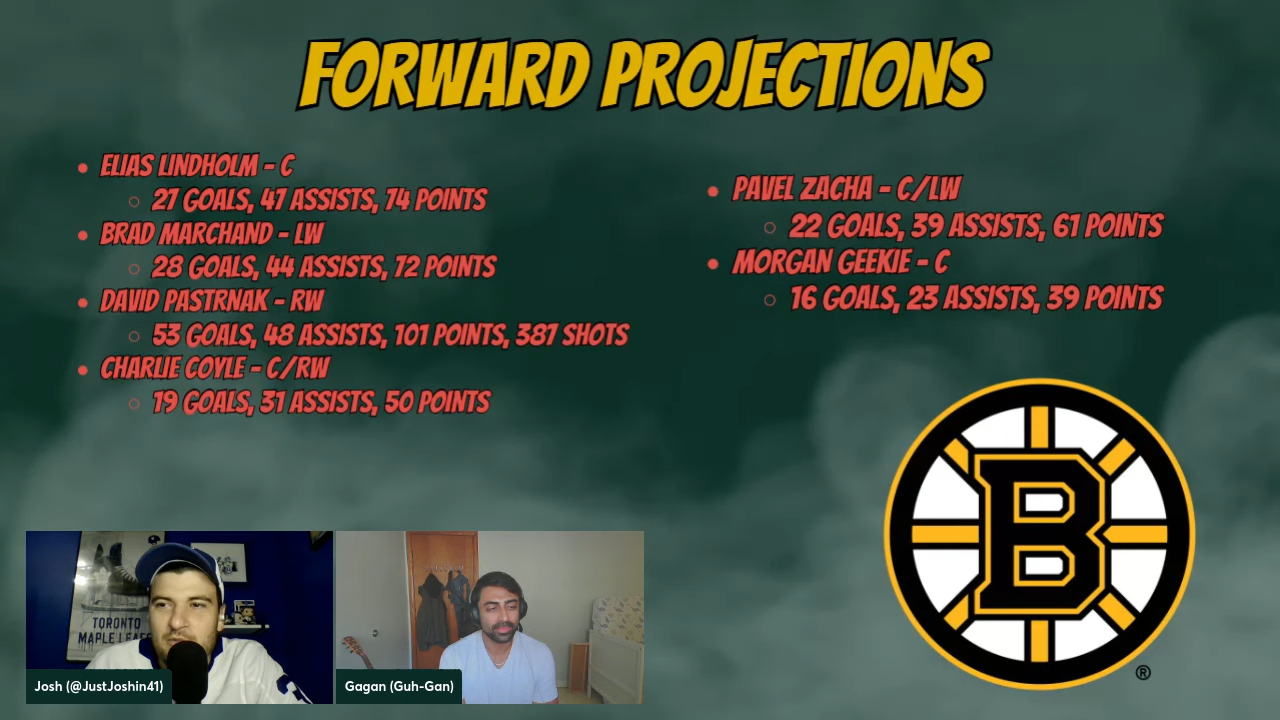 FORWARD PROJECTIONS
ELIAS LINDHOLM - C
27 GOALS, 47 ASSISTS, 74 POINTS
BRAD MARCHAND - LW
28 GOALS, 44 ASSISTS, 72 POINTS
DAVID PASTRNAK - RW
53 GOALS, 48 ASSISTS, 101 POINTS, 387 SHOTS
CHARLIE COYLE - C/RW
19 GOALS, 31 ASSISTS, 50 POINTS
PAVEL ZACHA - C/LW
22 GOALS, 39 ASSISTS, 61 POINTS
MORGAN GEEKIE - C
16 GOALS, 23 ASSISTS, 39 POINTS
B
®
TORONTO
MAPLE LEAFS
Josh (@JustJoshin41)
Gagan (Guh-Gan)